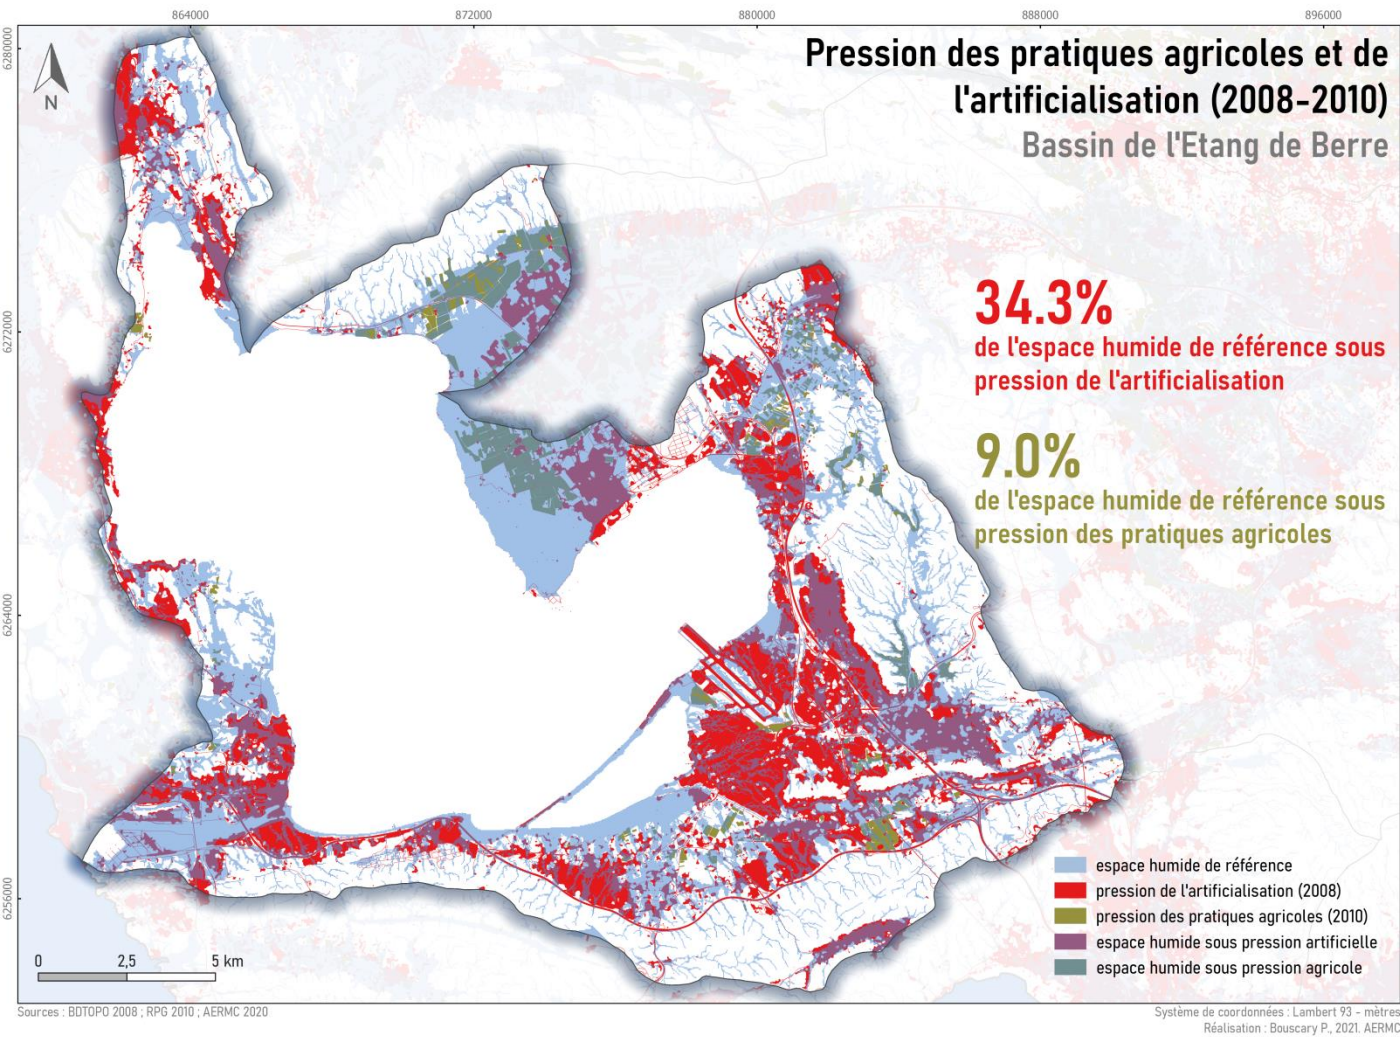 864000
872000
880000
888000
896000
6280000
6272000
6264000
6256000
N
Pression des pratiques agricoles et de
l'artificialisation (2008-2010)
Bassin de l'Etang de Berre
34.3%
de l'espace humide de référence sous
pression de l'artificialisation
9.0%
de l'espace humide de référence sous
pression des pratiques agricoles
espace humide de référence
pression de l'artificialisation (2008)
pression des pratiques agricoles (2010)
espace humide sous pression artificielle
espace humide sous pression agricole
0 2,5 5 km
Sources : BDTOPO 2008 ; RPG 2010 ; AERMC 2020
Système de coordonnées : Lambert 93 - mètres
Réalisation : Bouscary P., 2021. AERMC